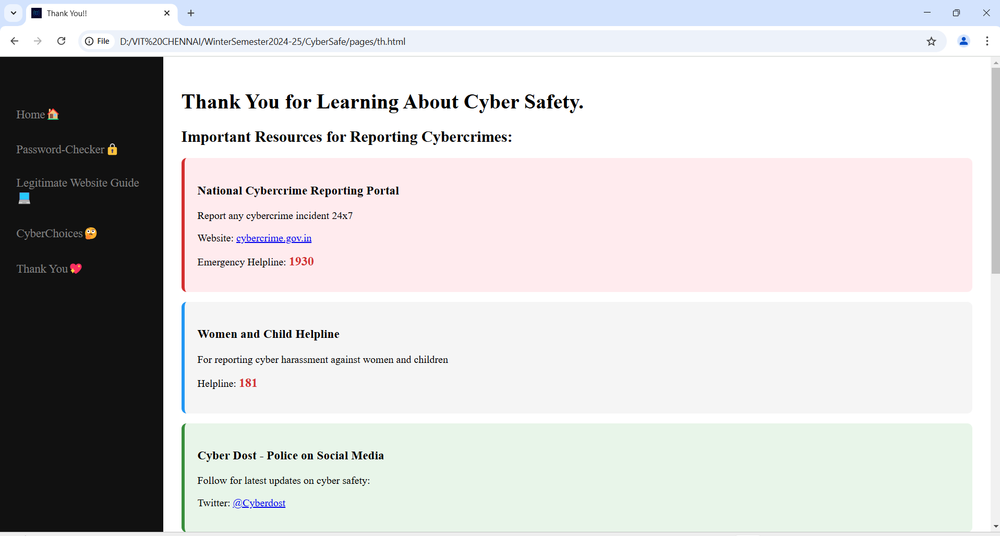 Thank You!!
File
D:/VIT%20CHENNAI/WinterSemester2024-25/CyberSafe/pages/th.html
Home🏠
Password-Checker🔒
Legitimate Website Guide
💻
CyberChoices🤔
Thank You💖
Thank You for Learning About Cyber Safety.
Important Resources for Reporting Cybercrimes:
National Cybercrime Reporting Portal
Report any cybercrime incident 24x7
Website: cybercrime.gov.in
Emergency Helpline: 1930
Women and Child Helpline
For reporting cyber harassment against women and children
Helpline: 181
Cyber Dost - Police on Social Media
Follow for latest updates on cyber safety:
Twitter: @Cyberdost